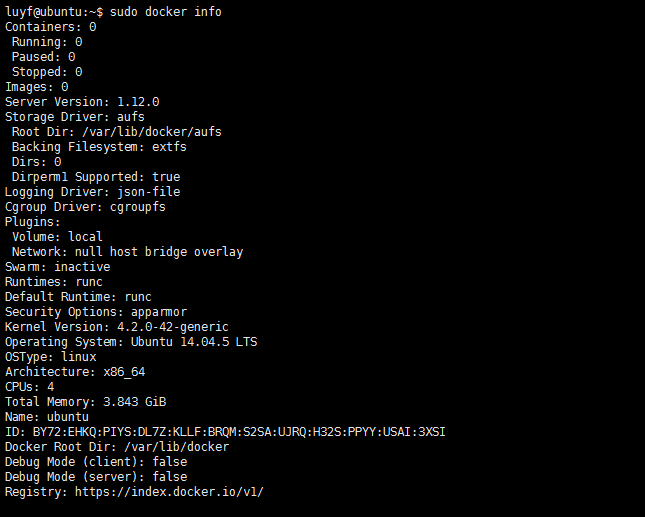 luyf@ubuntu:~$ sudo docker info
Containers: 0
 Running: 0
 Paused: 0
 Stopped: 0
Images: 0
Server Version: 1.12.0
Storage Driver: aufs
 Root Dir: /var/lib/docker/aufs
 Backing Filesystem: extfs
 Dirs: 0
 Dirperm1 Supported: true
Logging Driver: json-file
Cgroup Driver: cgroupfs
Plugins:
 Volume: local
 Network: null host bridge overlay
Swarm: inactive
Runtimes: runc
Default Runtime: runc
Security Options: apparmor
Kernel Version: 4.2.0-42-generic
Operating System: Ubuntu 14.04.5 LTS
OSType: linux
Architecture: x86_64
CPUs: 4
Total Memory: 3.843 GiB
Name: ubuntu
ID: BY72:EHKQ:PIYS:DL7Z:KLLF:BRQM:S2SA:UJRQ:H32S:PPYY:USAI:3XSI
Docker Root Dir: /var/lib/docker
Debug Mode (client): false
Debug Mode (server): false
Registry: https://index.docker.io/v1/